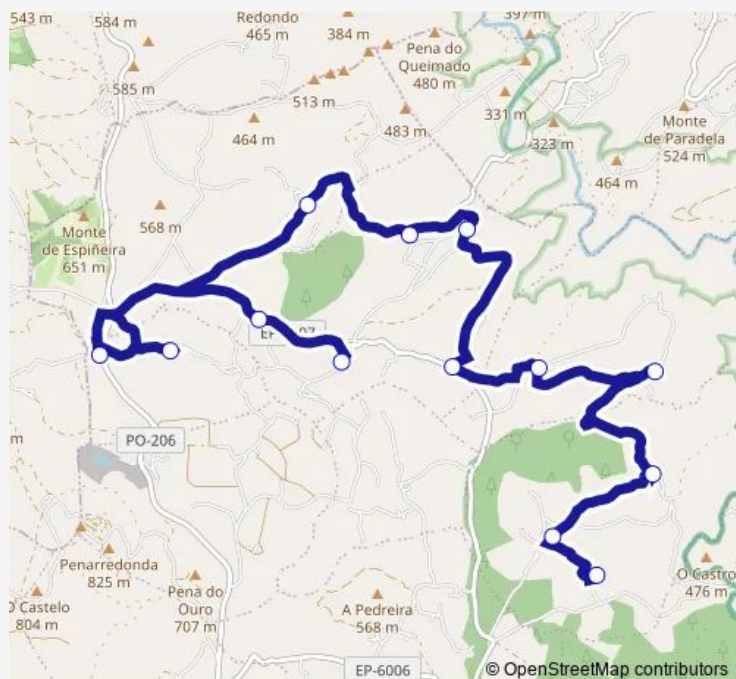 543 m
584 m
Redondo
465 m
384 m
397 m
Pena do
Queimado
480 m
585 m
513 m
331 m
Monte
de Paradela
524 m
464 m
483 m
323 m
464 m
568 m
Monte
de Espiñeira
651 m
EP
07
m
PO-206
Penarredonda
825 m
O Castelo
804 m
Pena do
Ouro
707 m
A Pedreira
568 m
O Castro
476 m
EP-6006
© OpenStreetMap contributors